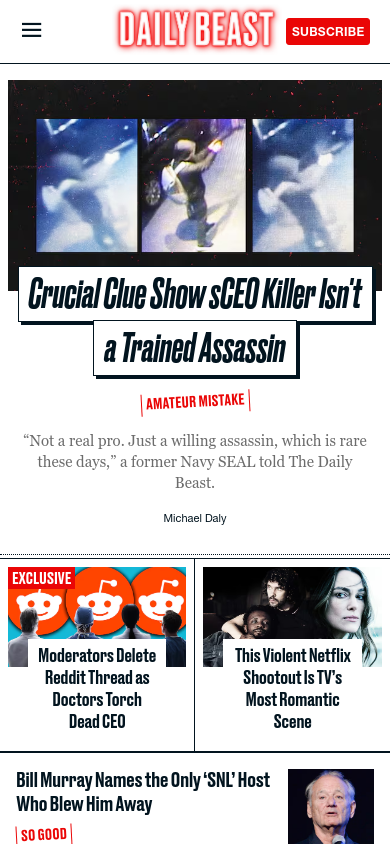 DAILY BEAST
SUBSCRIBE
Crucial Clue Show sCEO Killer Isn't
a Trained Assassin
AMATEUR MISTAKE
“Not a real pro. Just a willing assassin, which is rare
these days,” a former Navy SEAL told The Daily
Beast.
Michael Daly
EXCLUSIVE
Moderators Delete
Reddit Thread as
Doctors Torch
Dead CEO
This Violent Netflix
Shootout Is TV’s
Most Romantic
Scene
Bill Murray Names the Only ‘SNL’ Host
Who Blew Him Away
SO GOOD